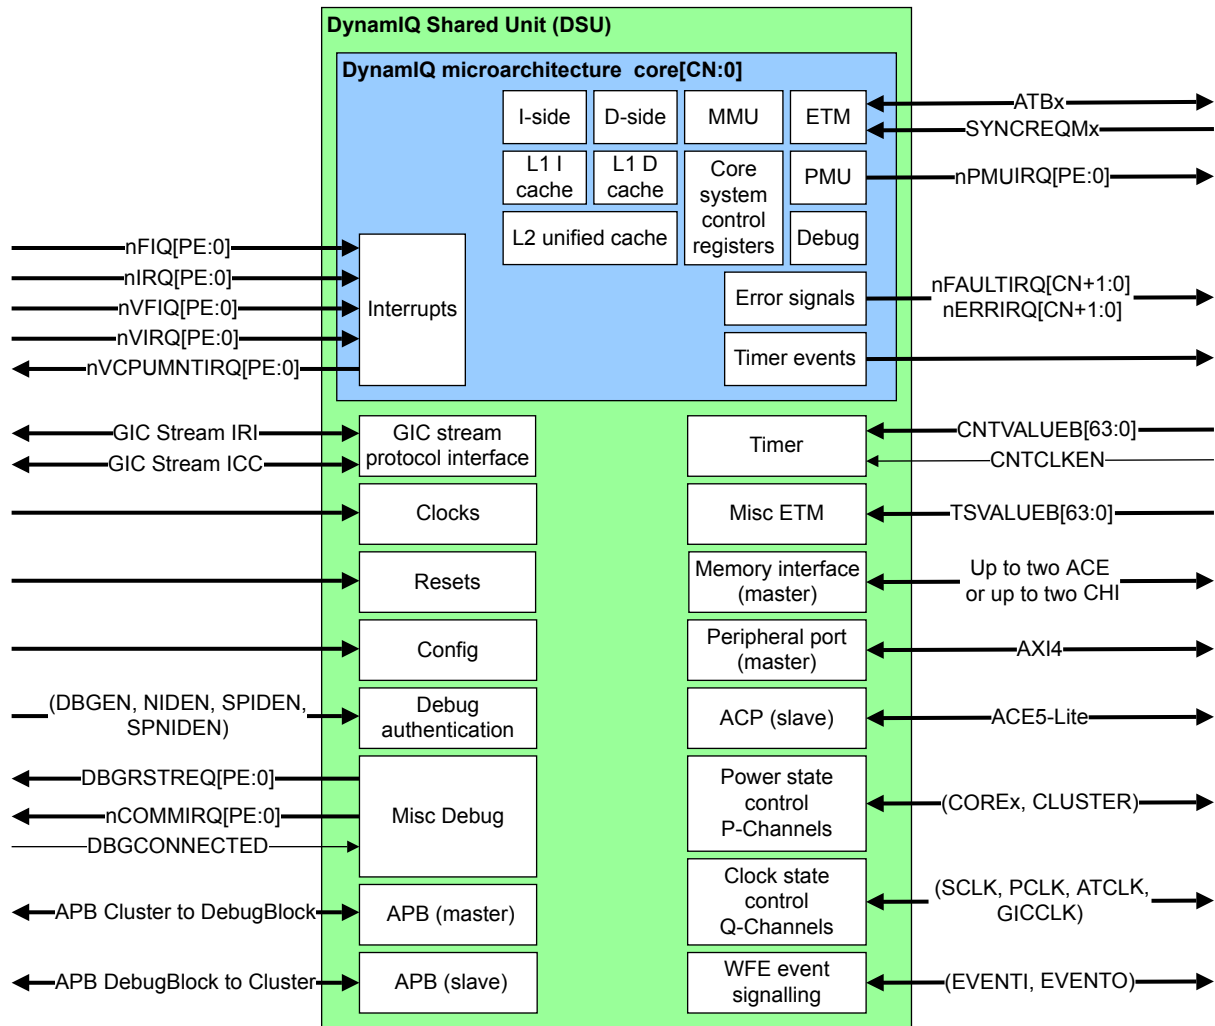 DynamIQ Shared Unit (DSU)
DynamIQ microarchitecture core[CN:0]
I-side
D-side
MMU
ETM
ATBx
SYNCREQMx
L1 I
cache
L1 D
cache
Core
system
control
registers
PMU
nPMUIRQ[PE:0]
L2 unified cache
Debug
nFIQ[PE:0]
nIRQ[PE:0]
nVFIQ[PE:0]
nVIRQ[PE:0]
nVCPUMNTIRQ[PE:0]
Interrupts
Error signals
nFAULTIRQ[CN+1:0]
nERRIRQ[CN+1:0]
Timer events
GIC Stream IRI
GIC Stream ICC
GIC stream
protocol interface
Timer
CNTVALUEB[63:0]
CNTCLKEN
Clocks
Misc ETM
TSVALUEB[63:0]
Resets
Memory interface
(master)
Up to two ACE
or up to two CHI
Config
Peripheral port
(master)
AXI4
(DBGEN, NIDEN, SPIDEN,
SPNIDEN)
Debug
authentication
ACP (slave)
ACE5-Lite
DBGRSTREQ[PE:0]
nCOMMIRQ[PE:0]
DBGCONNECTED
Misc Debug
Power state
control
P-Channels
(COREx, CLUSTER)
APB Cluster to DebugBlock
APB (master)
Clock state
control
Q-Channels
(SCLK, PCLK, ATCLK,
GICCLK)
APB DebugBlock to Cluster
APB (slave)
WFE event
signalling
(EVENTI, EVENTO)